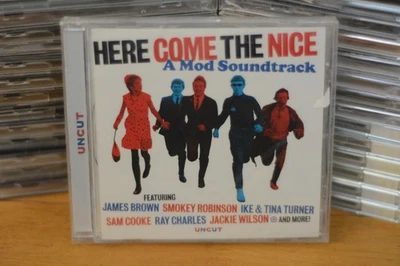 HERE COME THE NICE
A Mod Soundtrack
UNCUT
FEATURING
JAMES BROWN SMOKEY ROBINSON IKE & TINA TURNER
SAM COOKE RAY CHARLES JACKIE WILSON AND MORE!
UNCUT